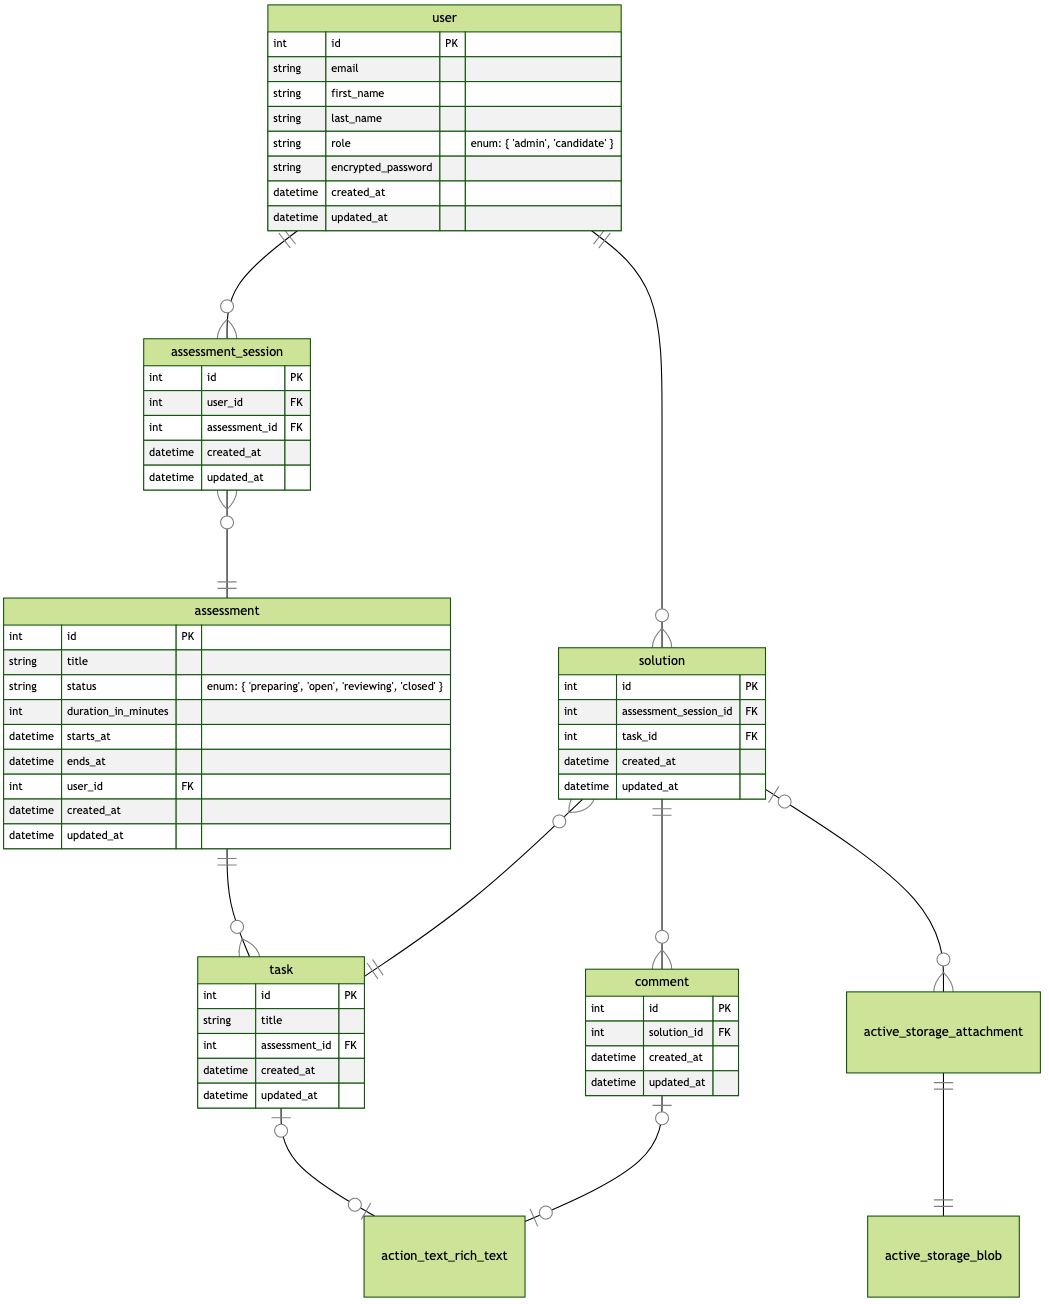 user
int id PK
string email
string first_name
string last_name
string role enum: { 'admin', 'candidate' }
string encrypted_password
datetime created_at
datetime updated_at
assessment_session
int id PK
int user_id FK
int assessment_id FK
datetime created_at
datetime updated_at
assessment
int id PK
string title
string status enum: { 'preparing', 'open', 'reviewing', 'closed' }
int duration_in_minutes
datetime starts_at
datetime ends_at
int user_id FK
datetime created_at
datetime updated_at
solution
int id PK
int assessment_session_id FK
int task_id FK
datetime created_at
datetime updated_at
task
int id PK
string title
int assessment_id FK
datetime created_at
datetime updated_at
comment
int id PK
int solution_id FK
datetime created_at
datetime updated_at
active_storage_attachment
action_text_rich_text
active_storage_blob